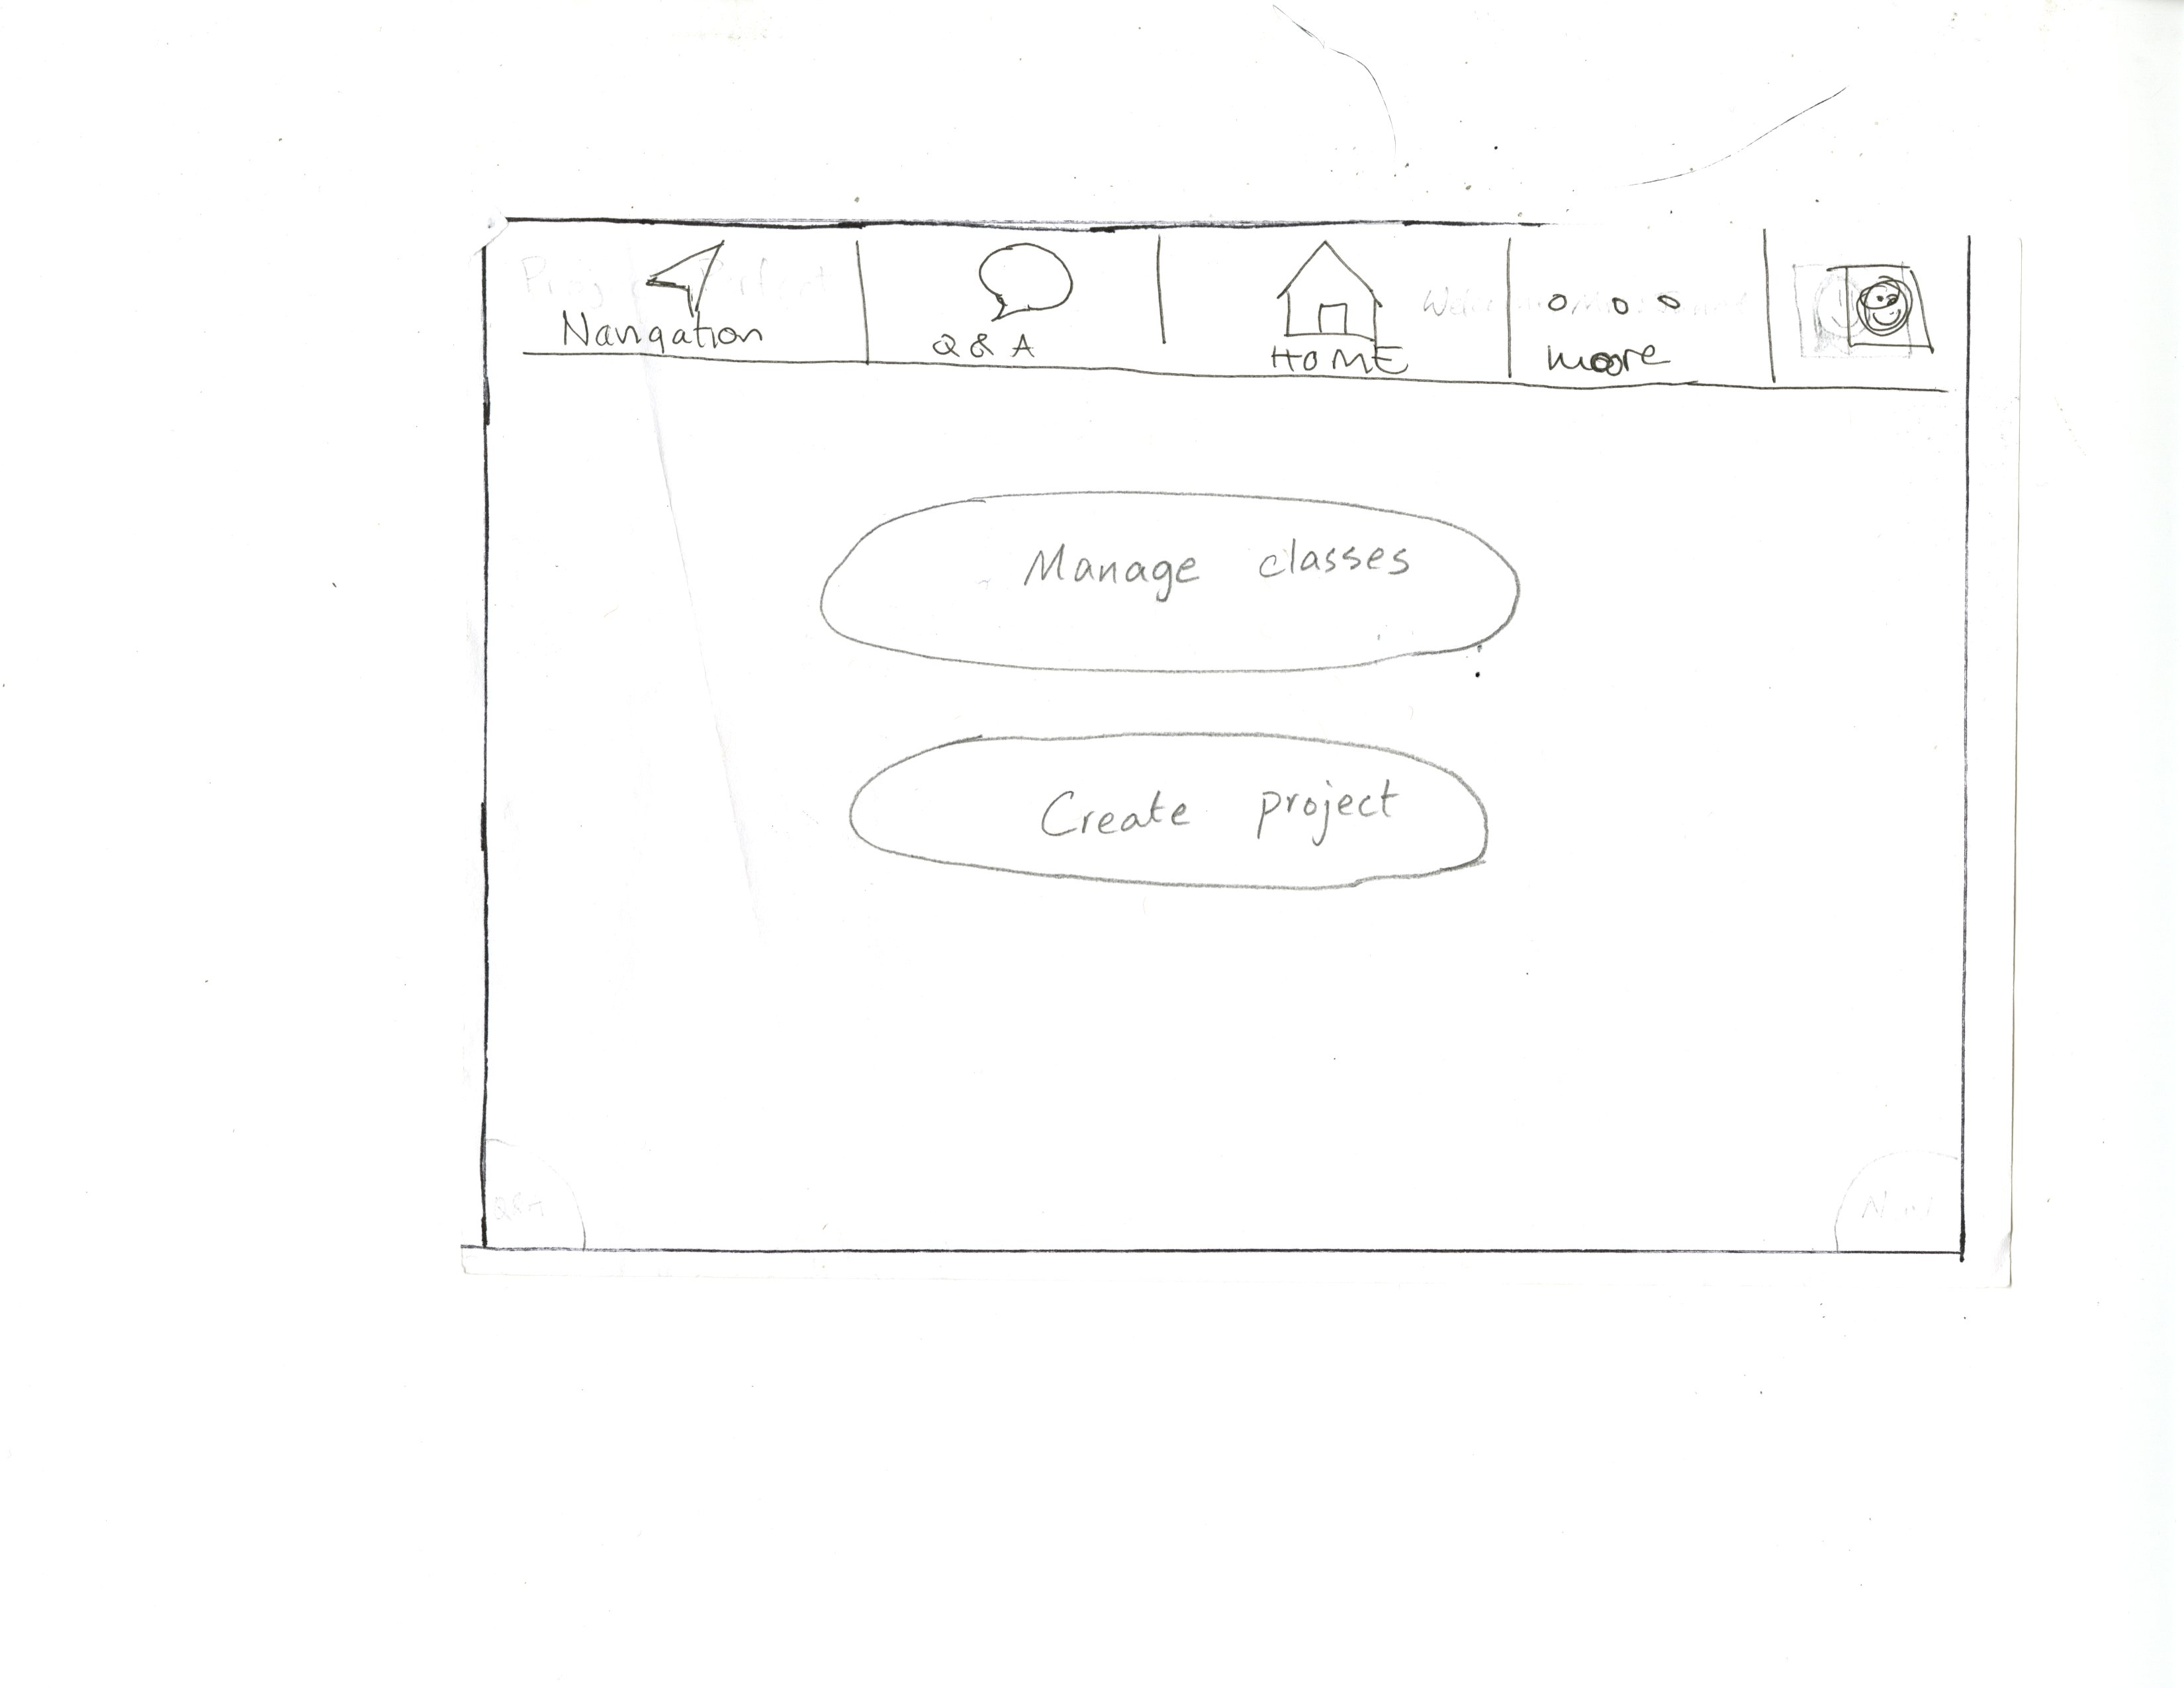 Navigation
Q & A
HOME
more
Manage classes
Create project